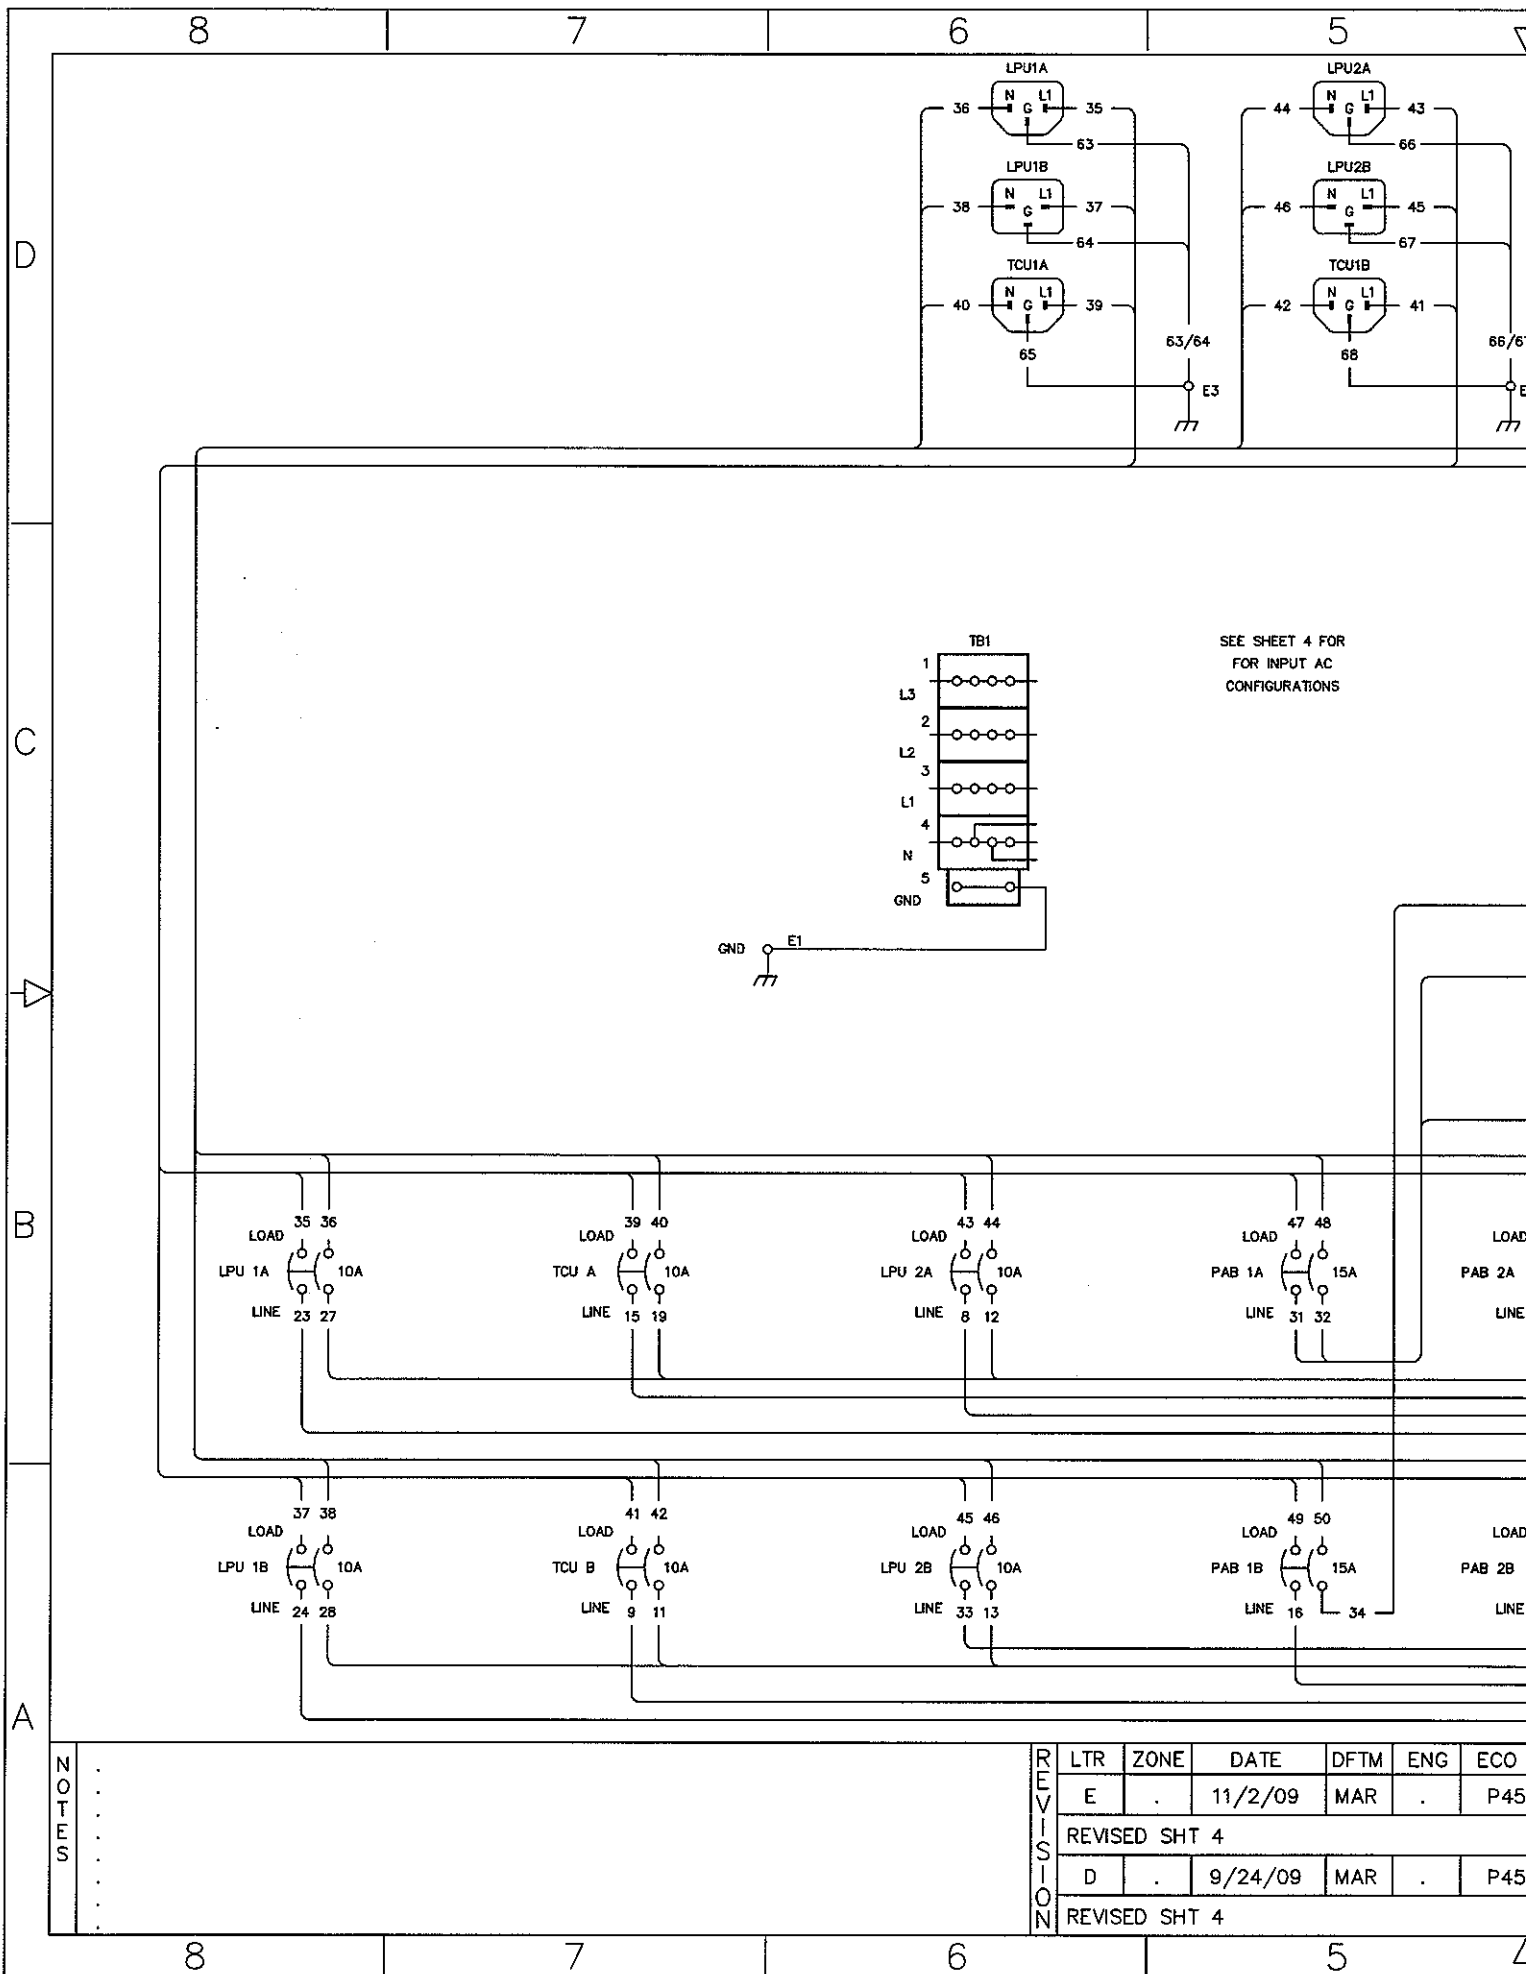 8 7 6 5
LPU1A LPU2A
N L1 N L1
36 G 35 44 G 43
63 66
LPU1B LPU2B
N L1 N L1
38 G 37 46 G 45
64 67
D
TCU1A TCU1B
N L1 N L1
40 G 39 42 G 41
63/64
65 68
E3
TB1
1
L3
2
L2
3
L1
4
N
5
GND
SEE SHEET 4 FOR
FOR INPUT AC
CONFIGURATIONS
C
GND E1
B
35 36 39 40 43 44 47 48
LOAD LOAD LOAD LOAD LOAD
LPU 1A 10A TCU A 10A LPU 2A 10A PAB 1A 15A PAB 2A
LINE 23 27 LINE 15 19 LINE 8 12 LINE 31 32 LINE
37 38 41 42 45 46 49 50
LOAD LOAD LOAD LOAD LOAD
LPU 1B 10A TCU B 10A LPU 2B 10A PAB 1B 15A PAB 2B
LINE 24 28 LINE 9 11 LINE 33 13 LINE 16 34 LINE
A
NOTES
REVISION
LTR ZONE DATE DFTM ENG ECO
E . 11/2/09 MAR . P45
REVISED SHT 4
D . 9/24/09 MAR . P45
REVISED SHT 4
8 7 6 5